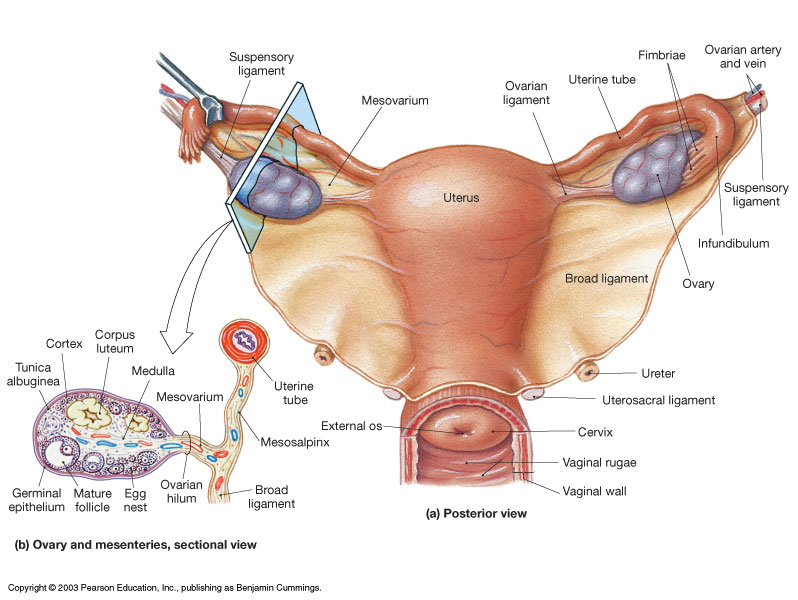 Suspensory
ligament
Mesovarium
Ovarian
ligament
Uterine tube
Fimbriae
Ovarian artery
and vein
Uterus
Suspensory
ligament
Infundibulum
Broad ligament
Ovary
Ureter
Uterosacral ligament
External os
Cervix
Vaginal rugae
Vaginal wall
(a) Posterior view
Cortex
Corpus
luteum
Tunica
albuginea
Medulla
Mesovarium
Uterine
tube
Mesosalpinx
Germinal
epithelium
Mature
follicle
Egg
nest
Ovarian
hilum
Broad
ligament
(b) Ovary and mesenteries, sectional view
Copyright © 2003 Pearson Education, Inc., publishing as Benjamin Cummings.